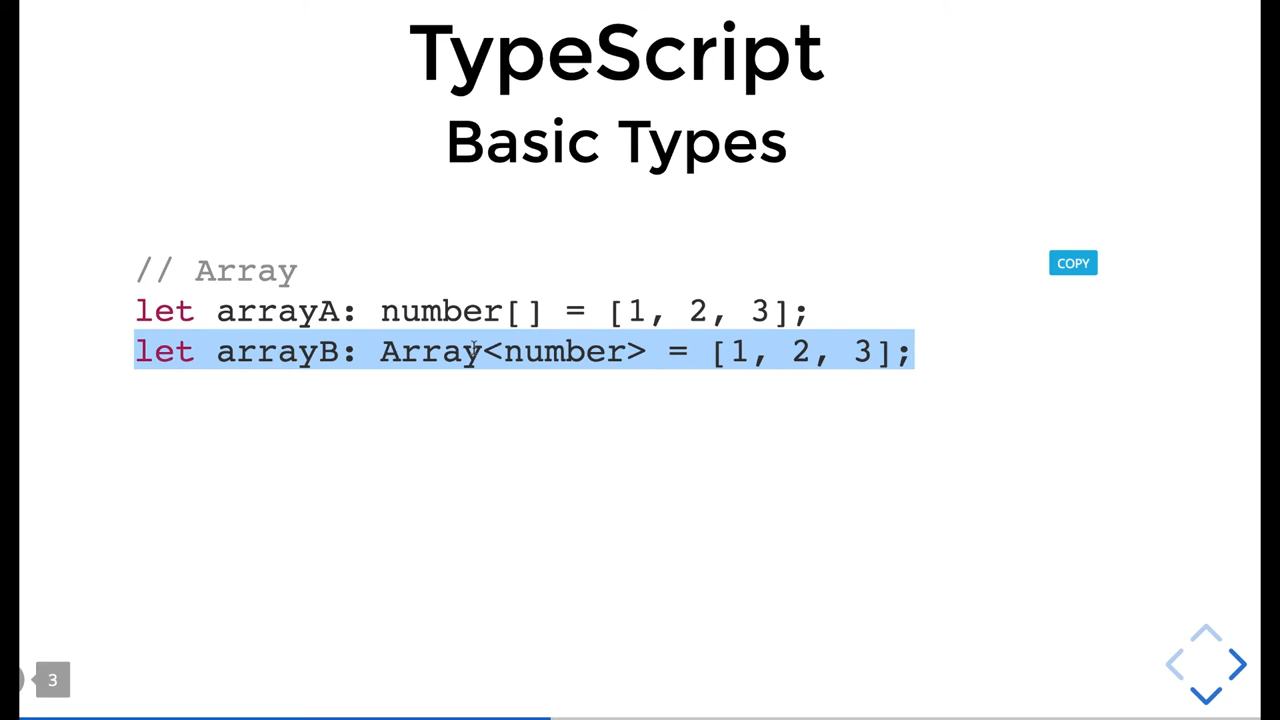 TypeScript
Basic Types
// Array
COPY
let arrayA: number[] = [1, 2, 3];
let arrayB: Array<number> = [1, 2, 3];
3